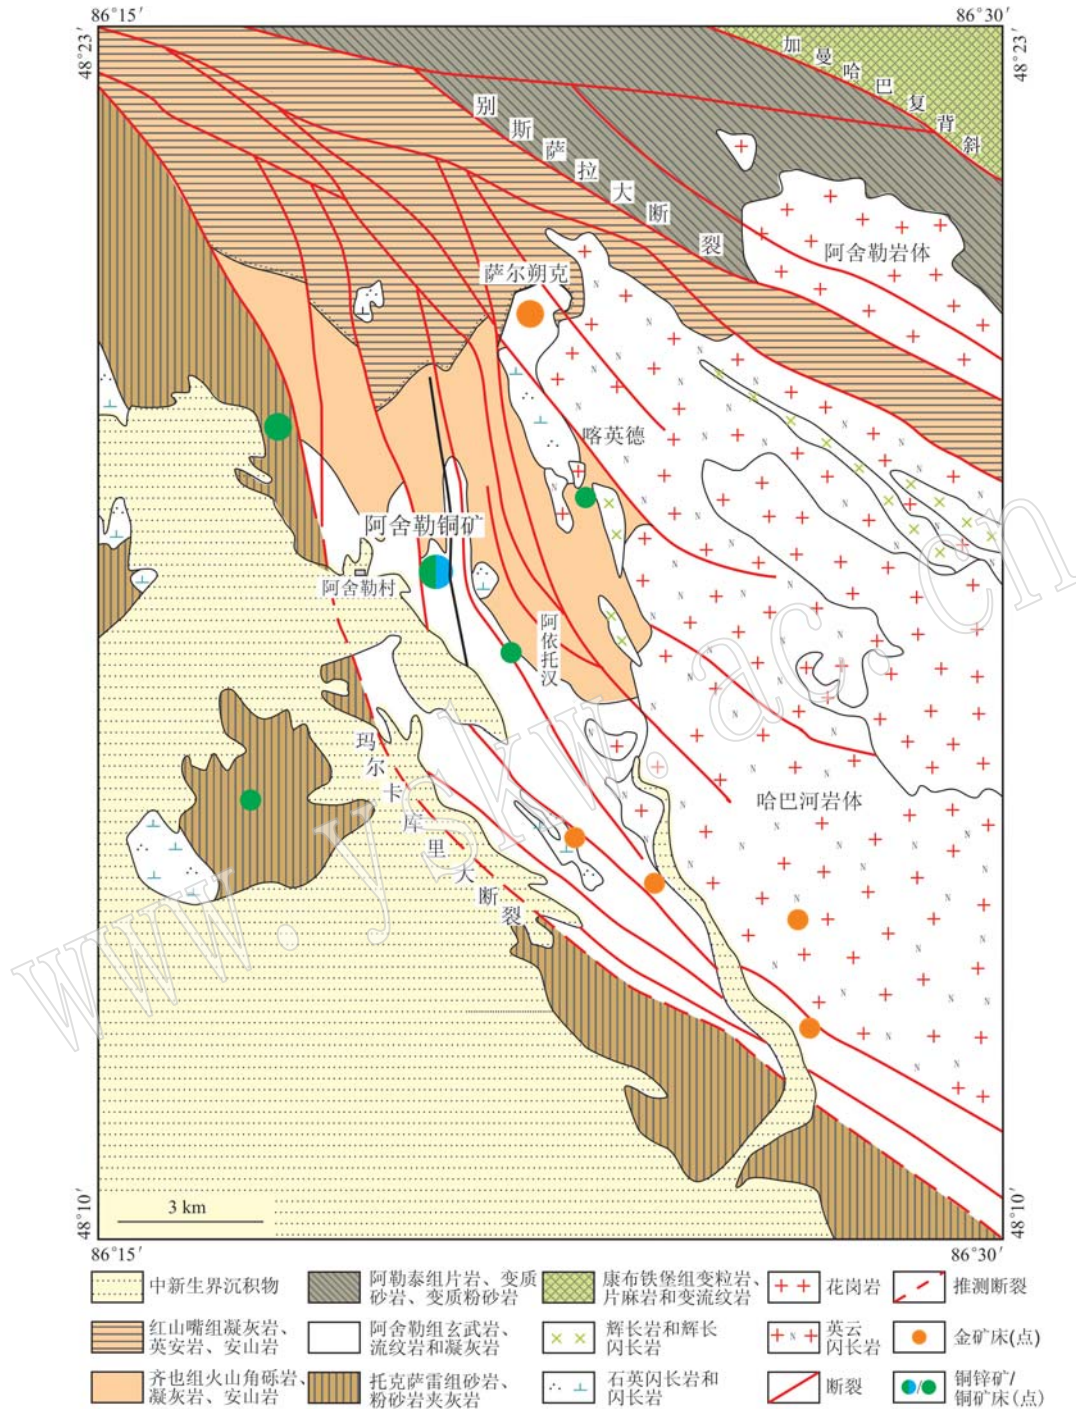 86°15′
86°30′
48°23′
48°23′
加曼哈巴复背斜
别斯萨拉大断裂
阿舍勒岩体
萨尔朔克
喀英德
阿舍勒铜矿
阿舍勒村
阿依托汉
玛尔卡库里大断裂
哈巴河岩体
www.yskw.ac.cn
3 km
48°10′
48°10′
86°15′
86°30′
中新生界沉积物
阿勒泰组片岩、变质
砂岩、变质粉砂岩
康布铁堡组变粒岩、
片麻岩和变流纹岩
花岗岩
推测断裂
红山嘴组凝灰岩、
英安岩、安山岩
阿舍勒组玄武岩、
流纹岩和凝灰岩
辉长岩和辉长
闪长岩
英云
闪长岩
金矿床(点)
齐也组火山角砾岩、
凝灰岩、安山岩
托克萨雷组砂岩、
粉砂岩夹灰岩
石英闪长岩和
闪长岩
断裂
铜锌矿/
铜矿床(点)